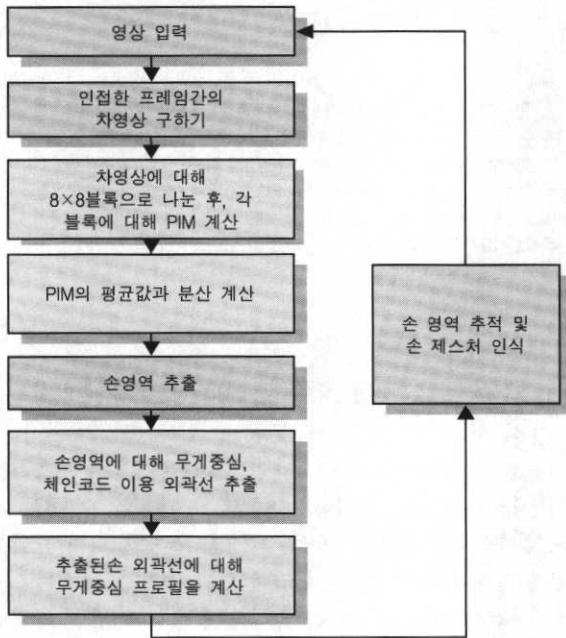 영상 입력
인접한 프레임간의
차영상 구하기
차영상에 대해
8×8블록으로 나눈 후, 각
블록에 대해 PIM 계산
PIM의 평균값과 분산 계산
손영역 추출
손영역에 대해 무게중심,
체인코드 이용 외곽선 추출
추출된손 외곽선에 대해
무게중심 프로필을 계산
손 영역 추적 및
손 제스처 인식